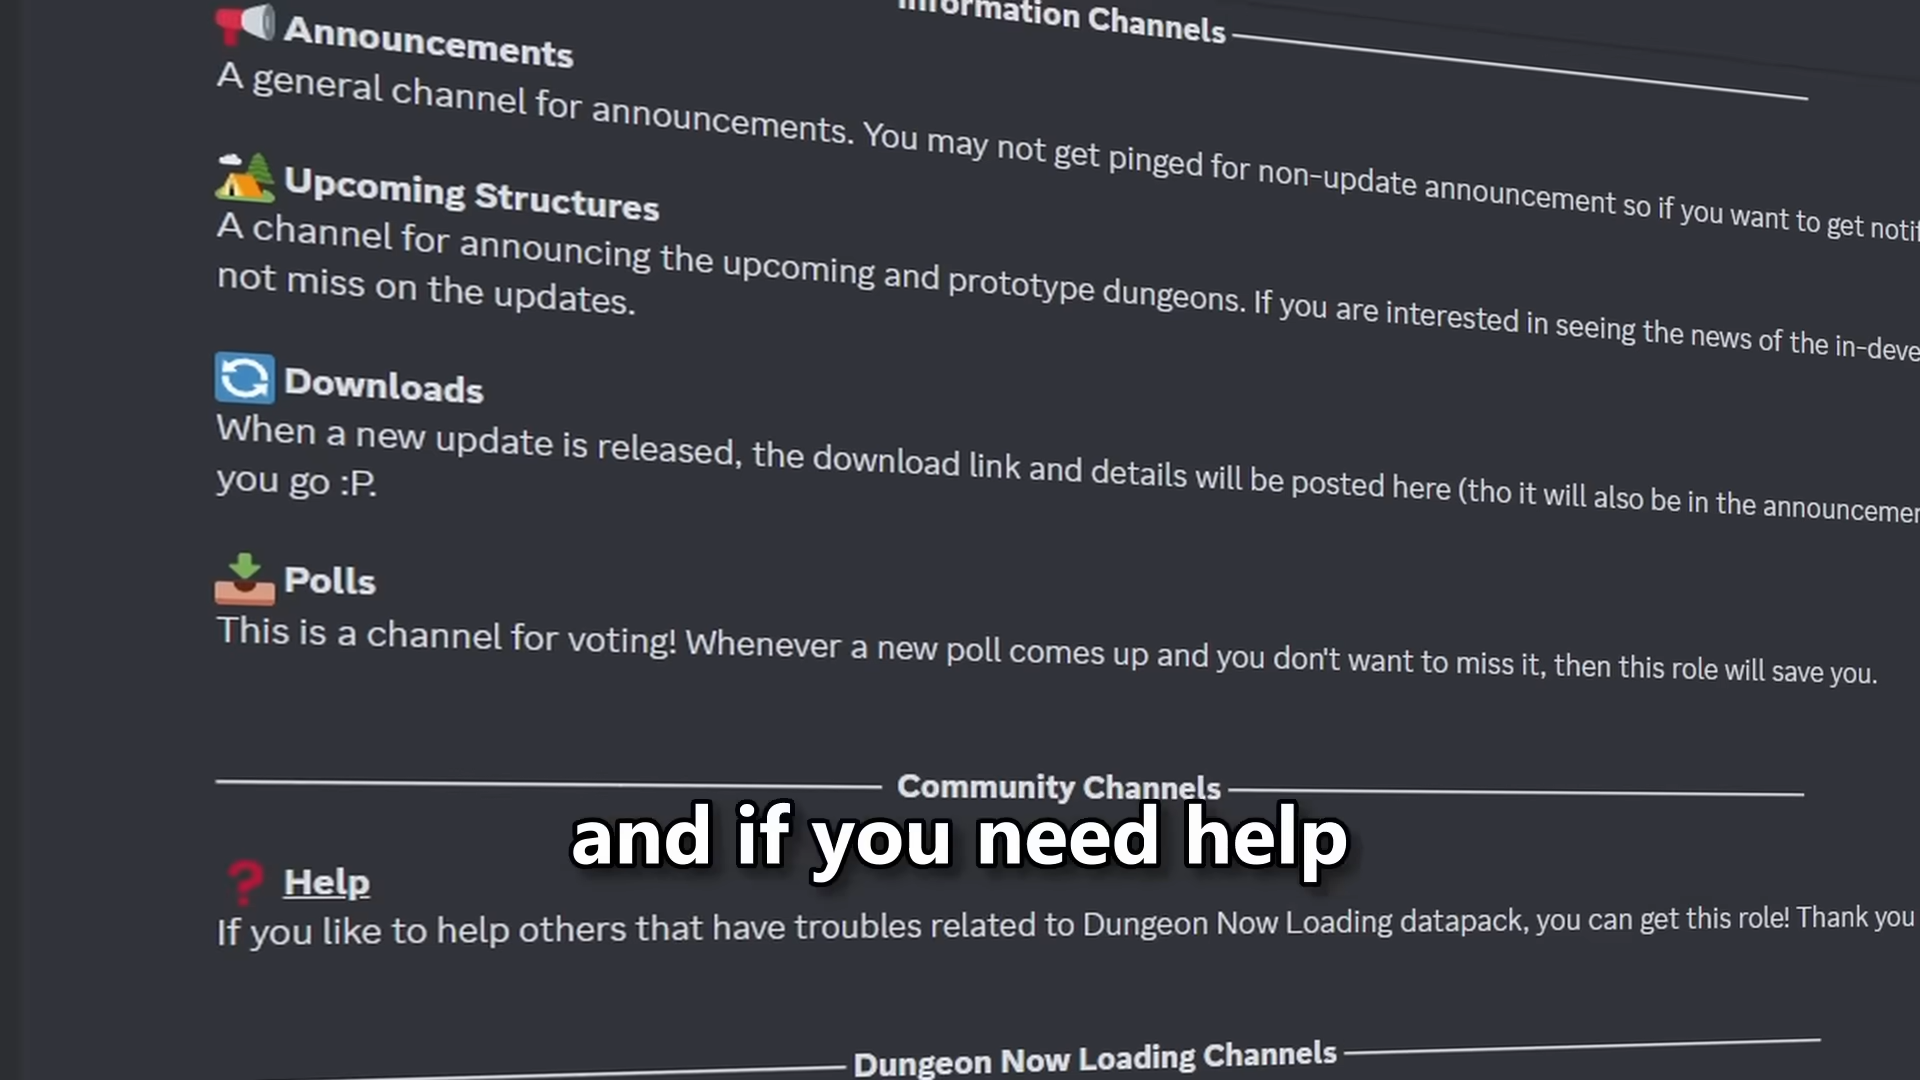 Information Channels
Announcements
A general channel for announcements. You may not get pinged for non-update announcement so if you want to get
Upcoming Structures
A channel for announcing the upcoming and prototype dungeons. If you are interested in seeing the news of the
not miss on the updates.
Downloads
When a new update is released, the download link and details will be posted here (tho it will also be in the
you go :P.
Polls
This is a channel for voting! Whenever a new poll comes up and you don't want to miss it, then this role will save you.
Community Channels
and if you need help
Help
If you like to help others that have troubles related to Dungeon Now Loading datapack, you can get this role! Thank you
Dungeon Now Loading Channels